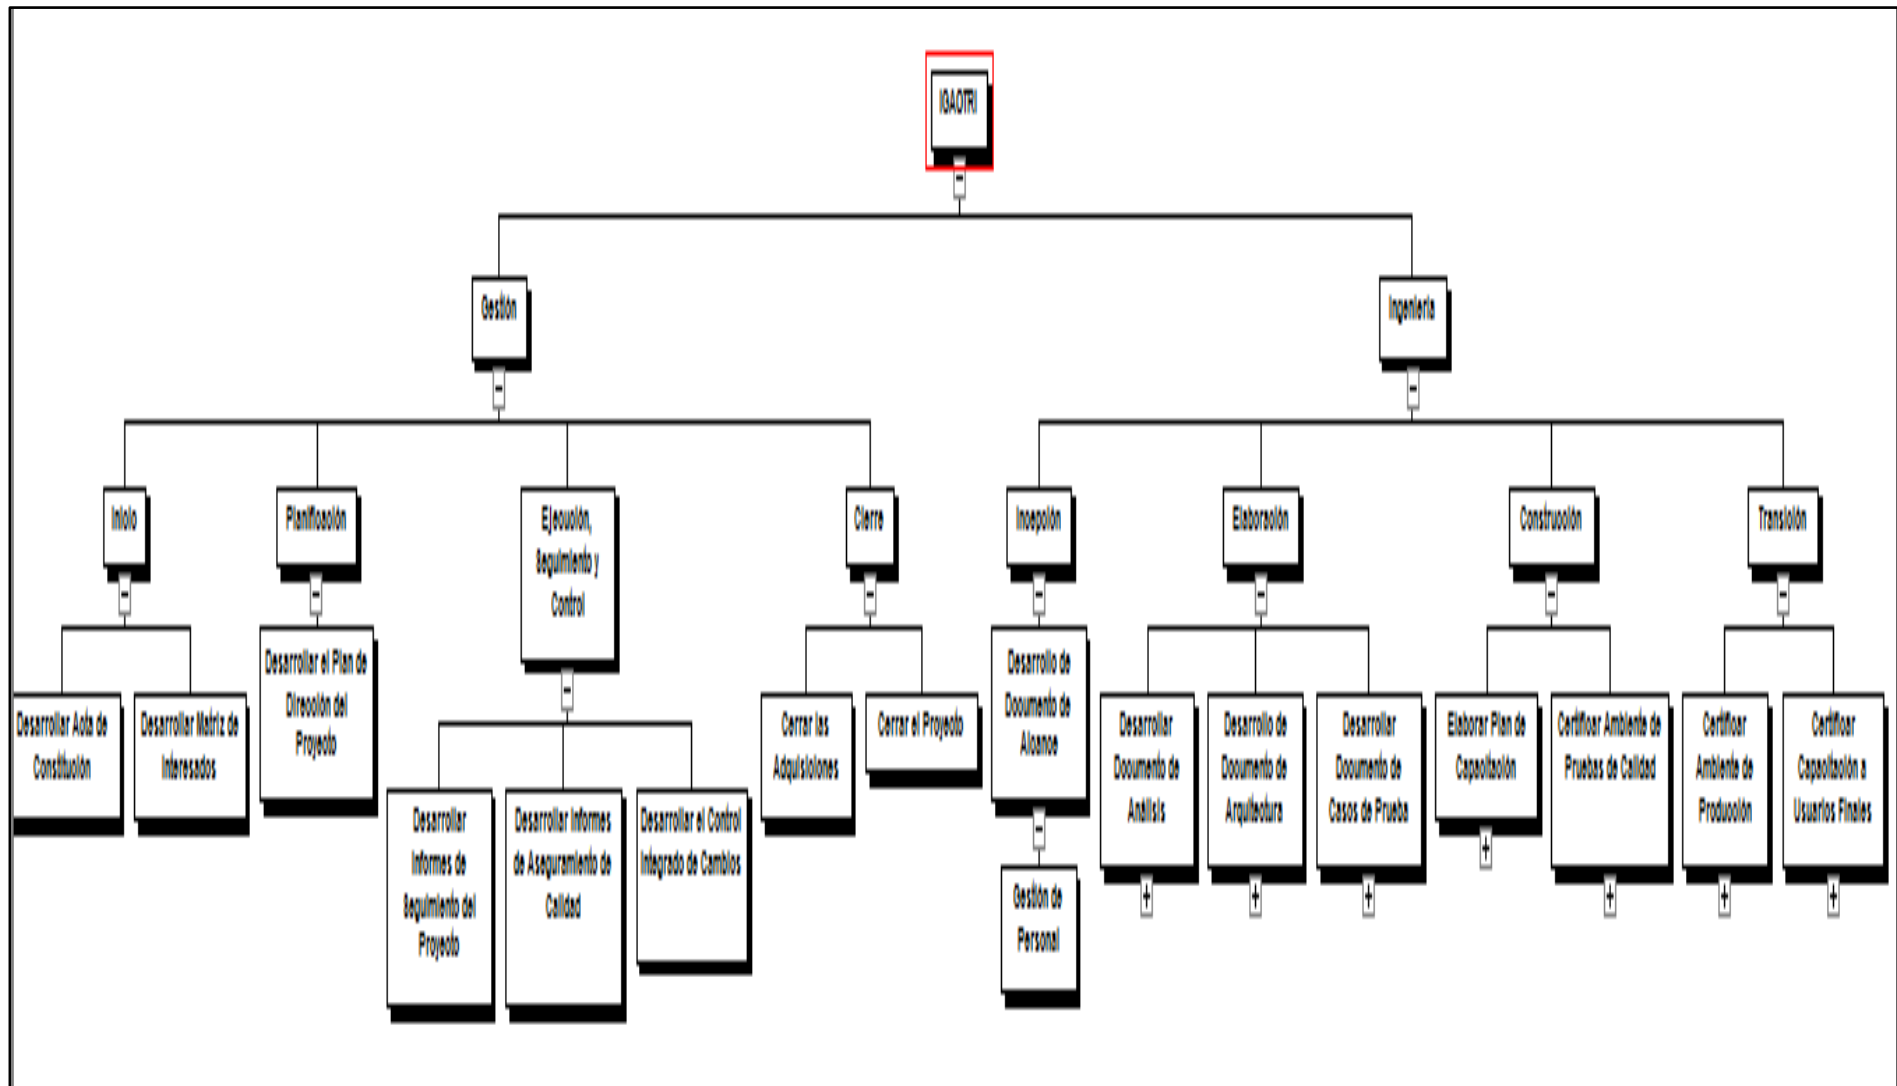 IGAOTRI
Gestión
Ingeniería
Inicio
Planificación
Ejecución,
Seguimiento y
Control
Cierre
Incepción
Elaboración
Construcción
Transición
Desarrollar Acta de
Constitución
Desarrollar Matriz de
Interesados
Desarrollar el Plan de
Dirección del
Proyecto
Desarrollar
Informes de
Seguimiento del
Proyecto
Desarrollar Informes
de Aseguramiento de
Calidad
Desarrollar el Control
Integrado de Cambios
Cerrar las
Adquisiciones
Cerrar el Proyecto
Desarrollo de
Documento de
Alcance
Gestión de
Personal
Desarrollar
Documento de
Análisis
Desarrollo de
Documento de
Arquitectura
Desarrollar
Documento de
Casos de Prueba
Elaborar Plan de
Capacitación
Certificar Ambiente de
Pruebas de Calidad
Certificar
Ambiente de
Producción
Certificar
Capacitación a
Usuarios Finales